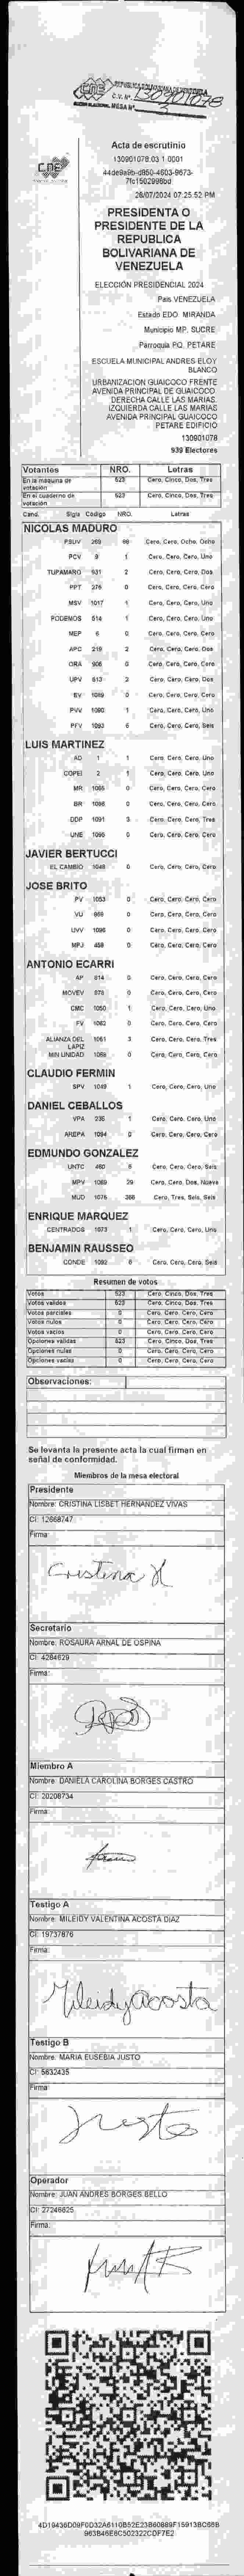 CNE
C.V. N°
MESA N°
Acta de escrutinio
130901078.03.1.0001
28/07/2024 07:25:52 PM
PRESIDENTA O
PRESIDENTE DE LA
REPUBLICA
BOLIVARIANA DE
VENEZUELA
ELECCIÓN PRESIDENCIAL 2024
Pais VENEZUELA
Estado EDO. MIRANDA
Municipio MP. SUCRE
Parroquia PQ. PETARE
ESCUELA MUNICIPAL ANDRES ELOY
BLANCO
URBANIZACION GUAICOCO FRENTE
AVENIDA PRINCIPAL DE GUAICOCO.
DERECHA CALLE LAS MARIAS.
IZQUIERDA CALLE LAS MARIAS
AVENIDA PRINCIPAL GUAICOCO
PETARE EDIFICIO
130901078
939 Electores
Votantes NRO. Letras
En la maquina de votación 523 Cero, Cinco, Dos, Tres
En el cuaderno de votación 523 Cero, Cinco, Dos, Tres
Cand. Sigla Codigo NRO. Letras
NICOLAS MADURO
PSUV 269 88 Cero, Cero, Ocho, Ocho
PCV 9 1 Cero, Cero, Cero, Uno
TUPAMARO 931 2 Cero, Cero, Cero, Dos
PPT 276 0 Cero, Cero, Cero, Cero
MSV 1017 1 Cero, Cero, Cero, Uno
PODEMOS 514 1 Cero, Cero, Cero, Uno
MEP 6 0 Cero, Cero, Cero, Cero
APC 219 2 Cero, Cero, Cero, Dos
ORA 906 0 Cero, Cero, Cero, Cero
UPV 613 2 Cero, Cero, Cero, Dos
EV 1089 0 Cero, Cero, Cero, Cero
PVV 1090 1 Cero, Cero, Cero, Uno
PFV 1093 6 Cero, Cero, Cero, Seis
LUIS MARTINEZ
AD 1 1 Cero, Cero, Cero, Uno
COPEI 2 1 Cero, Cero, Cero, Uno
MR 1066 0 Cero, Cero, Cero, Cero
BR 1098 0 Cero, Cero, Cero, Cero
DDP 1091 3 Cero, Cero, Cero, Tres
UNE 1095 0 Cero, Cero, Cero, Cero
JAVIER BERTUCCI
EL CAMBIO 1048 0 Cero, Cero, Cero, Cero
JOSE BRITO
PV 1053 0 Cero, Cero, Cero, Cero
VU 869 0 Cero, Cero, Cero, Cero
UVV 1096 0 Cero, Cero, Cero, Cero
MPJ 458 0 Cero, Cero, Cero, Cero
ANTONIO ECARRI
AP 814 0 Cero, Cero, Cero, Cero
MOVEV 878 0 Cero, Cero, Cero, Cero
CMC 1050 1 Cero, Cero, Cero, Uno
FV 1062 0 Cero, Cero, Cero, Cero
ALIANZA DEL LAPIZ 1061 3 Cero, Cero, Cero, Tres
MIN UNIDAD 1068 0 Cero, Cero, Cero, Cero
CLAUDIO FERMIN
SPV 1049 1 Cero, Cero, Cero, Uno
DANIEL CEBALLOS
VPA 235 1 Cero, Cero, Cero, Uno
AREPA 1094 0 Cero, Cero, Cero, Cero
EDMUNDO GONZALEZ
UNTC 460 6 Cero, Cero, Cero, Seis
MPV 1069 29 Cero, Cero, Dos, Nueve
MUD 1076 366 Cero, Tres, Seis, Seis
ENRIQUE MARQUEZ
CENTRADOS 1073 1 Cero, Cero, Cero, Uno
BENJAMIN RAUSSEO
CONDE 1092 6 Cero, Cero, Cero, Seis
Resumen de votos
Votos 523 Cero, Cinco, Dos, Tres
Votos validos 523 Cero, Cinco, Dos, Tres
Votos parciales 0 Cero, Cero, Cero, Cero
Votos nulos 0 Cero, Cero, Cero, Cero
Votos vacíos 0 Cero, Cero, Cero, Cero
Opciones validas 523 Cero, Cinco, Dos, Tres
Opciones nulas 0 Cero, Cero, Cero, Cero
Opciones vacias 0 Cero, Cero, Cero, Cero
Observaciones:
Se levanta la presente acta la cual firman en
señal de conformidad.
Miembros de la mesa electoral
Presidente
Nombre: CRISTINA LISBET HERNANDEZ VIVAS
CI: 12668747
Firma:
Cristina H
Secretario
Nombre: ROSAURA ARNAL DE OSPINA
CI: 4284629
Firma:
Miembro A
Nombre: DANIELA CAROLINA BORGES CASTRO
CI: 20208734
Firma:
Testigo A
Nombre: MILEIDY VALENTINA ACOSTA DIAZ
CI: 19737876
Firma:
Mileidy acosta
Testigo B
Nombre: MARIA EUSEBIA JUSTO
CI: 5632435
Firma:
Justo
Operador
Nombre: JUAN ANDRES BORGES BELLO
CI: 27246625
Firma: